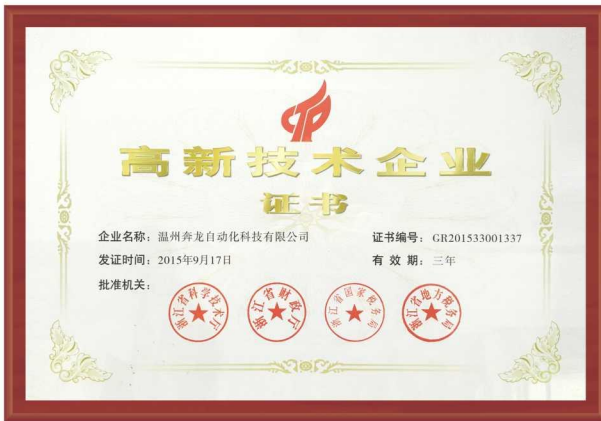 高新技术企业
证书
企业名称：温州奔龙自动化科技有限公司
证书编号：GR201533001337
发证时间：2015年9月17日
有效期：三年
批准机关：
浙江省科学技术厅
浙江省财政厅
浙江省国家税务局
浙江省地方税务局